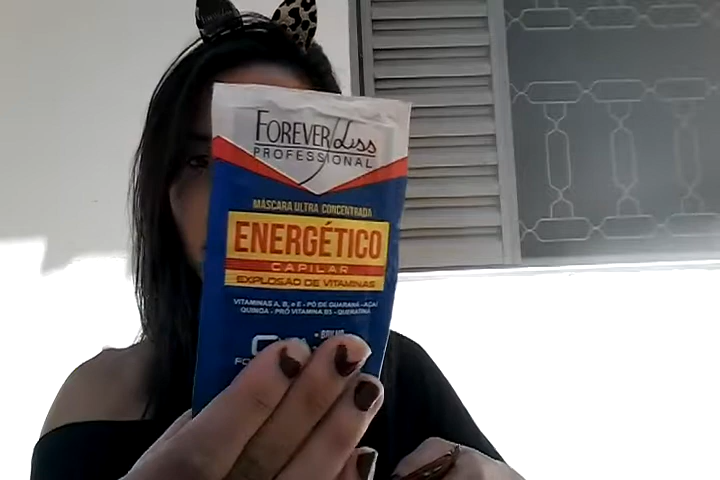 FOREVER Liss
PROFESSIONAL
MÁSCARA ULTRA CONCENTRADA
ENERGÉTICO
CAPILAR
EXPLOSÃO DE VITAMINAS
VITAMINAS A, B, e E - PÓ DE GUARANÁ - AÇAÍ
QUINOA - PRÓ VITAMINA B5 - QUERATINA